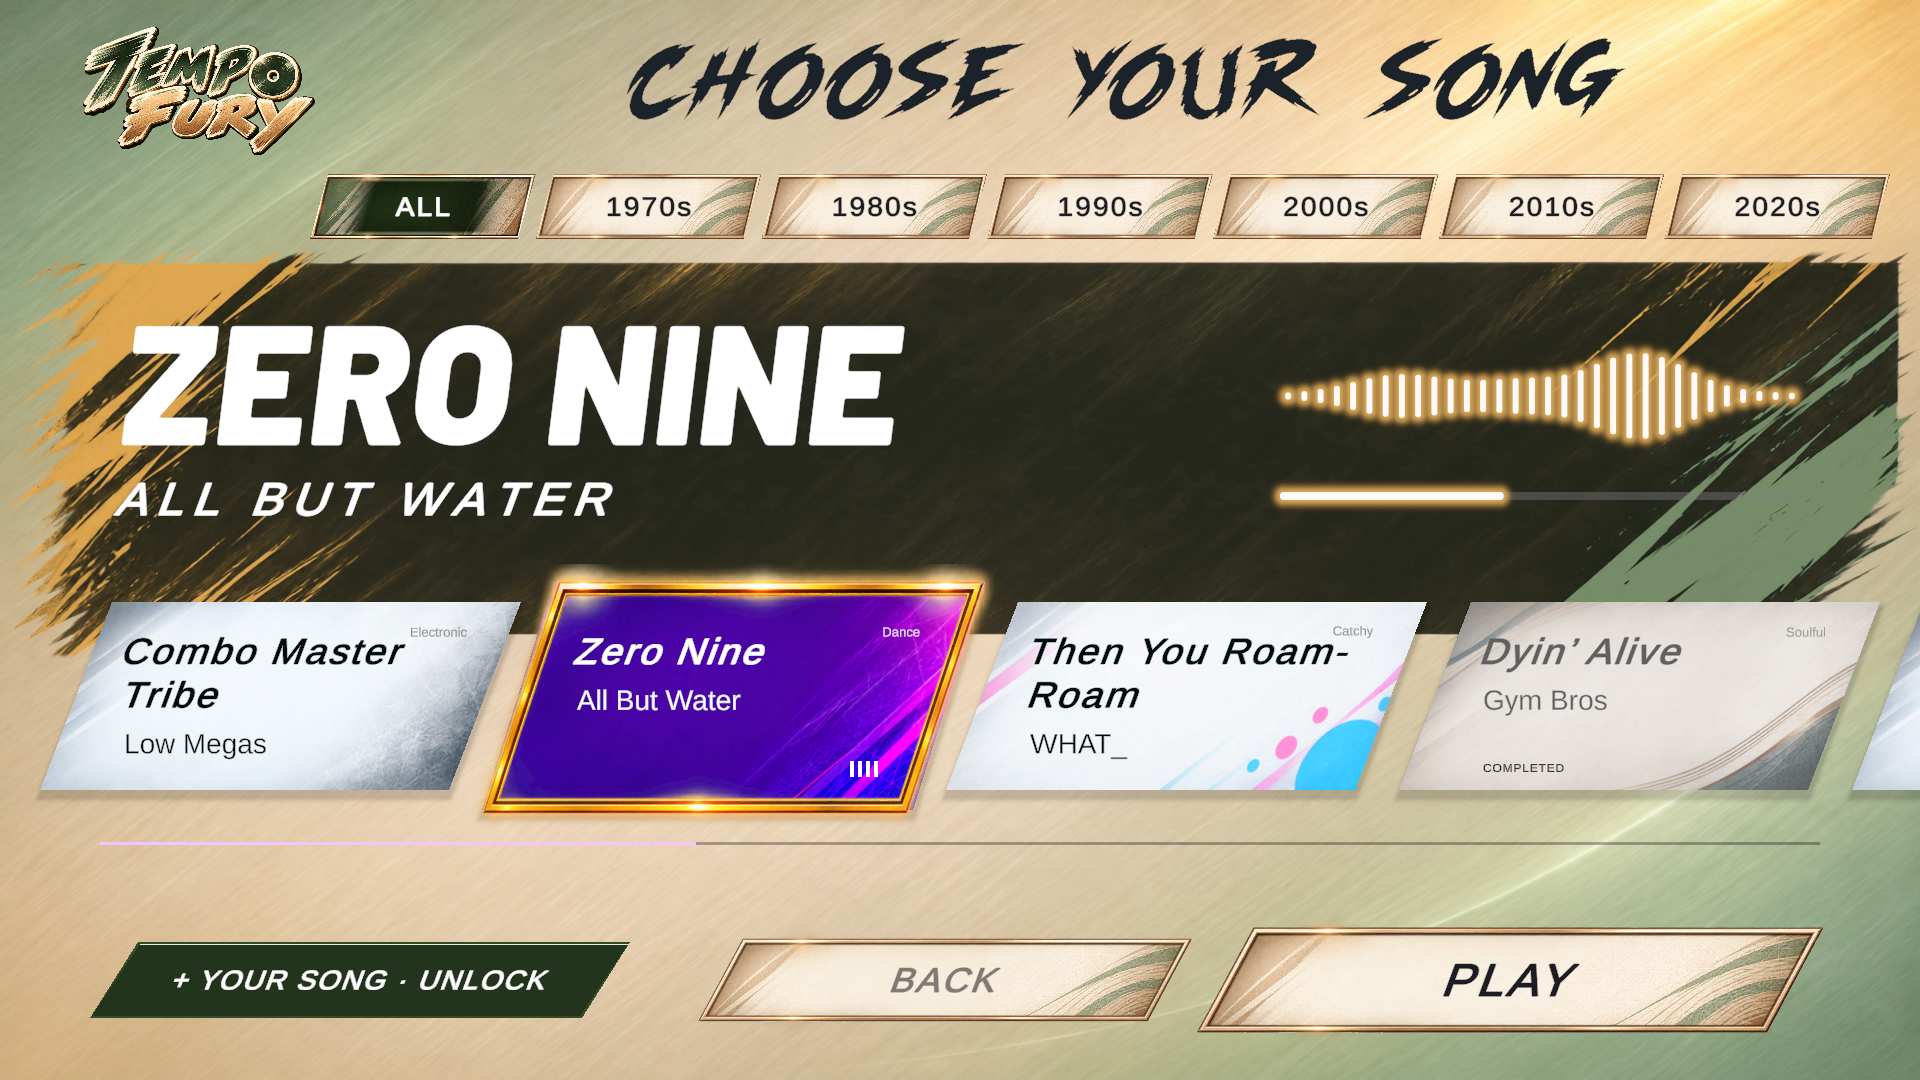 TEMPO
FURY
CHOOSE YOUR SONG
ALL
1970s
1980s
1990s
2000s
2010s
2020s
ZERO NINE
ALL BUT WATER
Combo Master
Tribe
Electronic
Low Megas
Zero Nine
Dance
All But Water
Then You Roam-
Roam
Catchy
WHAT_
Dyin’ Alive
Soulful
Gym Bros
COMPLETED
+ YOUR SONG · UNLOCK
BACK
PLAY